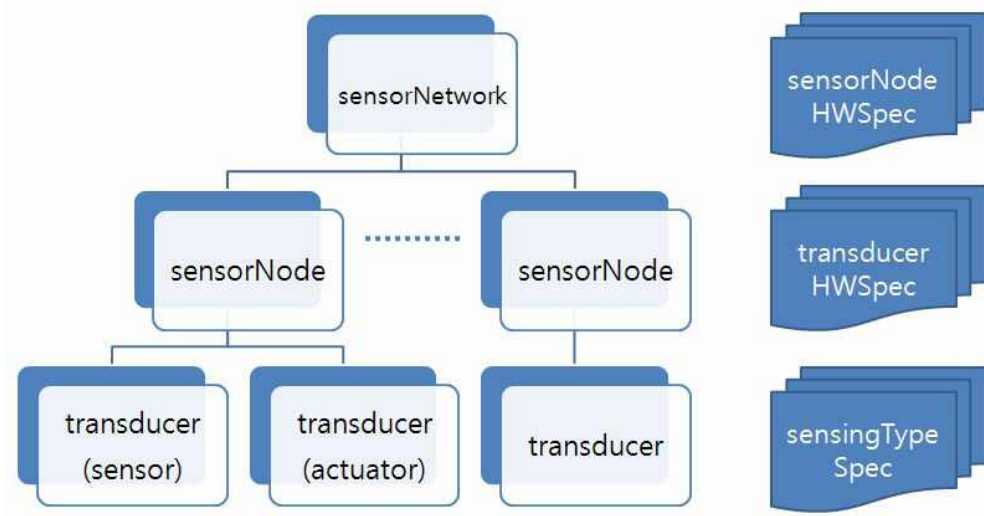 sensorNetwork
sensorNode
HWSpec
sensorNode
sensorNode
transducer
HWSpec
transducer
(sensor)
transducer
(actuator)
transducer
sensingType
Spec